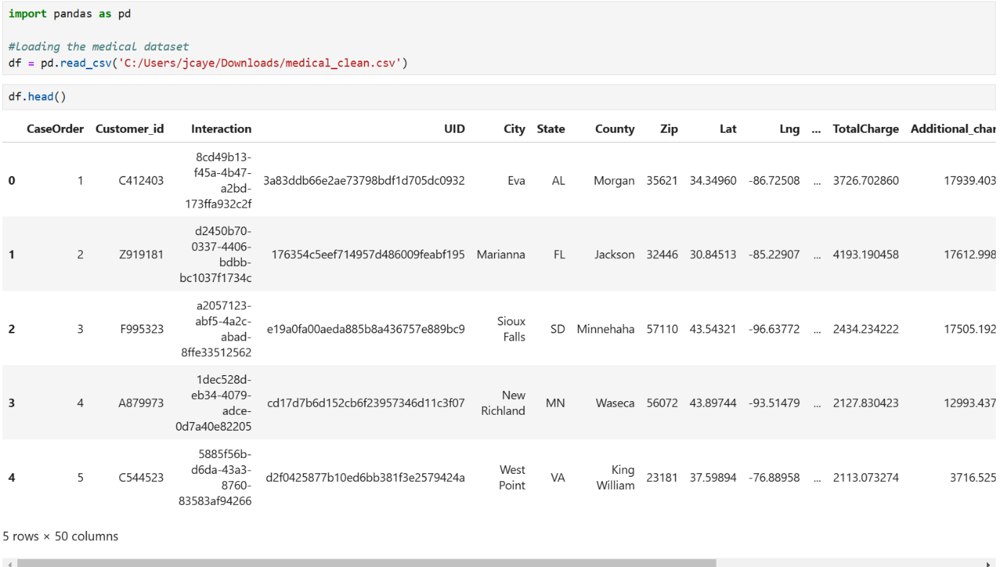 import pandas as pd
#Loading the medical dataset
df = pd.read_csv('C:/Users/jcaye/Downloads/medical_clean.csv')
df.head()
CaseOrder Customer_id Interaction UID City State County Zip Lat Lng ... TotalCharge Additional_char
0 1 C412403 8cd49b13-f45a-4b47-a2bd-173ffa932c2f 3a83ddb66e2ae73798bdf1d705dc0932 Eva AL Morgan 35621 34.34960 -86.72508 ... 3726.702860 17939.403
1 2 Z919181 d2450b70-0337-4406-bdbb-bc1037f1734c 176354c5eef714957d486009feabf195 Marianna FL Jackson 32446 30.84513 -85.22907 ... 4193.190458 17612.998
2 3 F995323 a2057123-abf5-4a2c-abad-8ffe33512562 e19a0fa00aeda885b8a436757e889bc9 Sioux Falls SD Minnehaha 57110 43.54321 -96.63772 ... 2434.234222 17505.192
3 4 A879973 1dec528d-eb34-4079-adce-0d7a40e82205 cd17d7b6d152cb6f23957346d11c3f07 New Richland MN Waseca 56072 43.89744 -93.51479 ... 2127.830423 12993.437
4 5 C544523 5885f56b-d6da-43a3-8760-83583af94266 d2f0425877b10ed6bb381f3e2579424a West Point VA King William 23181 37.59894 -76.88958 ... 2113.073274 3716.525
5 rows × 50 columns